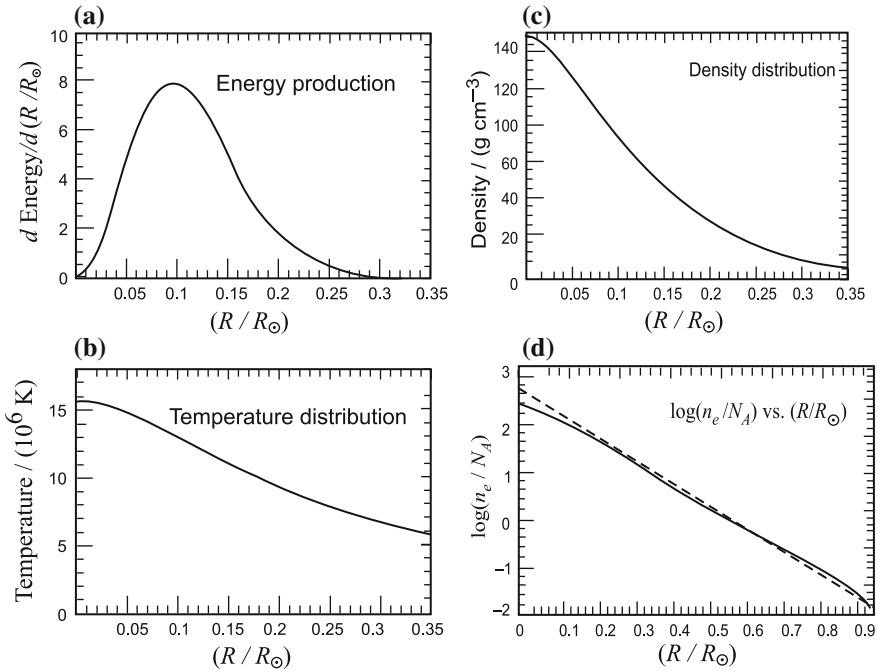 (a)
10
8
6
4
2
0
d Energy/d (R /R⊙)
Energy production
0.05 0.1 0.15 0.2 0.25 0.3 0.35
(R / R⊙)
(b)
15
10
5
0
Temperature / (10⁶ K)
Temperature distribution
0.05 0.1 0.15 0.2 0.25 0.3 0.35
(R / R⊙)
(c)
140
120
100
80
60
40
20
0
Density / (g cm⁻³)
Density distribution
0.05 0.1 0.15 0.2 0.25 0.3 0.35
(R / R⊙)
(d)
3
2
1
0
−1
−2
log(nₑ / N_A)
log(nₑ /N_A) vs. (R/R⊙)
0 0.1 0.2 0.3 0.4 0.5 0.6 0.7 0.8 0.9
(R / R⊙)